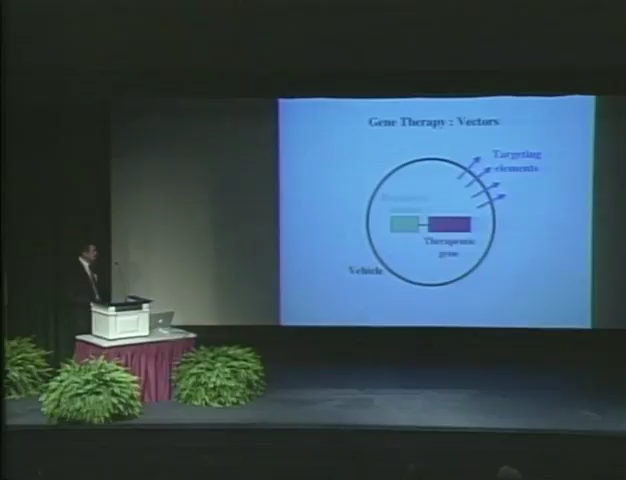 Gene Therapy : Vectors
Targeting
elements
Therapeutic
gene
Vehicle